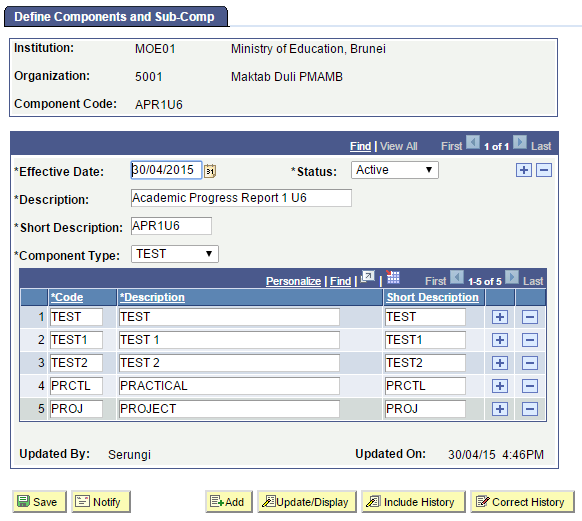 Define Components and Sub-Comp
Institution: MOE01 Ministry of Education, Brunei
Organization: 5001 Maktab Duli PMAMB
Component Code: APR1U6
Find | View All First 1 of 1 Last
*Effective Date: 30/04/2015 *Status: Active
*Description: Academic Progress Report 1 U6
*Short Description: APR1U6
*Component Type: TEST
Personalize | Find | | First 1-5 of 5 Last
*Code *Description Short Description
1 TEST TEST TEST
2 TEST1 TEST 1 TEST1
3 TEST2 TEST 2 TEST2
4 PRCTL PRACTICAL PRCTL
5 PROJ PROJECT PROJ
Updated By: Serungi Updated On: 30/04/15 4:46PM
Save Notify Add Update/Display Include History Correct History